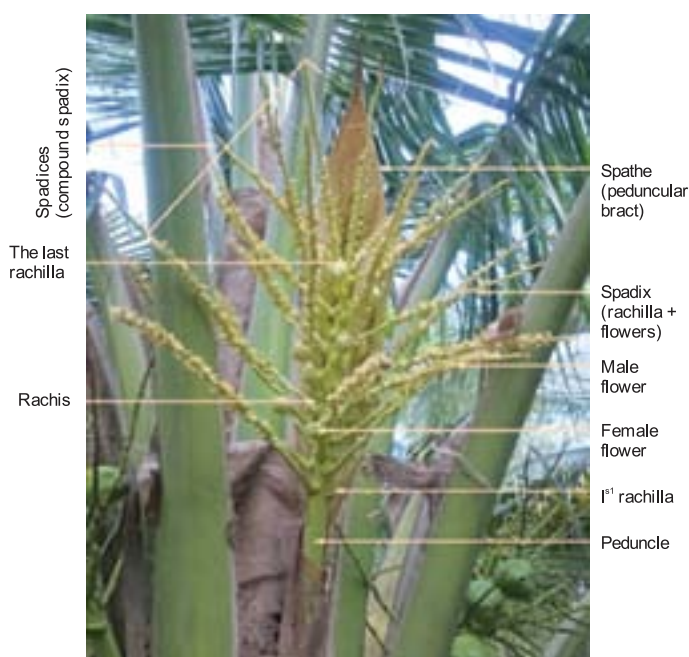 Spadices
(compound spadix)
The last
rachilla
Rachis
Spathe
(peduncular
bract)
Spadix
(rachilla +
flowers)
Male
flower
Female
flower
Ist rachilla
Peduncle